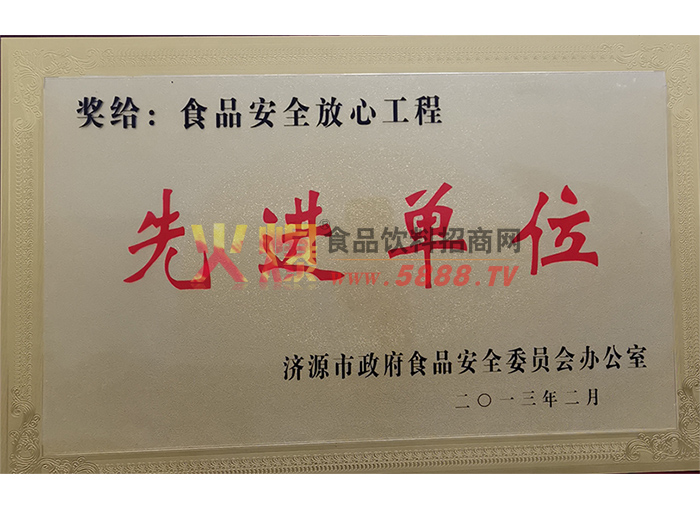 奖给：食品安全放心工程
先进单位
火爆®食品饮料招商网
www.5888.TV
济源市政府食品安全委员会办公室
二〇一三年二月